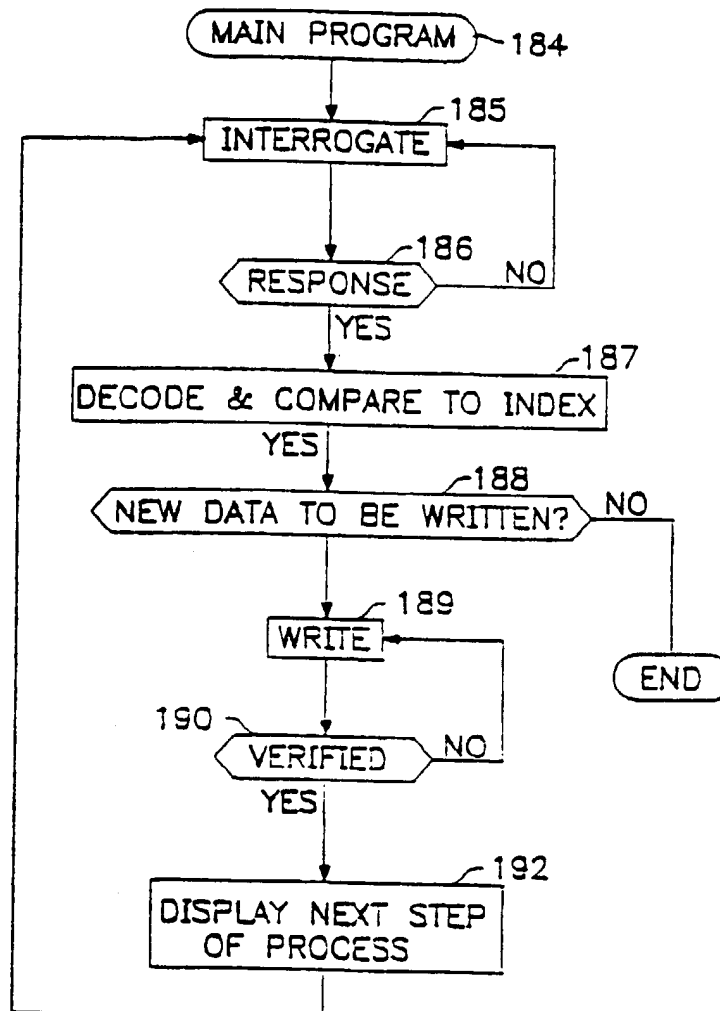 MAIN PROGRAM 184
185
INTERROGATE
186
RESPONSE NO
YES
187
DECODE & COMPARE TO INDEX
YES
188
NEW DATA TO BE WRITTEN? NO
189
WRITE
END
190
VERIFIED NO
YES
192
DISPLAY NEXT STEP
OF PROCESS